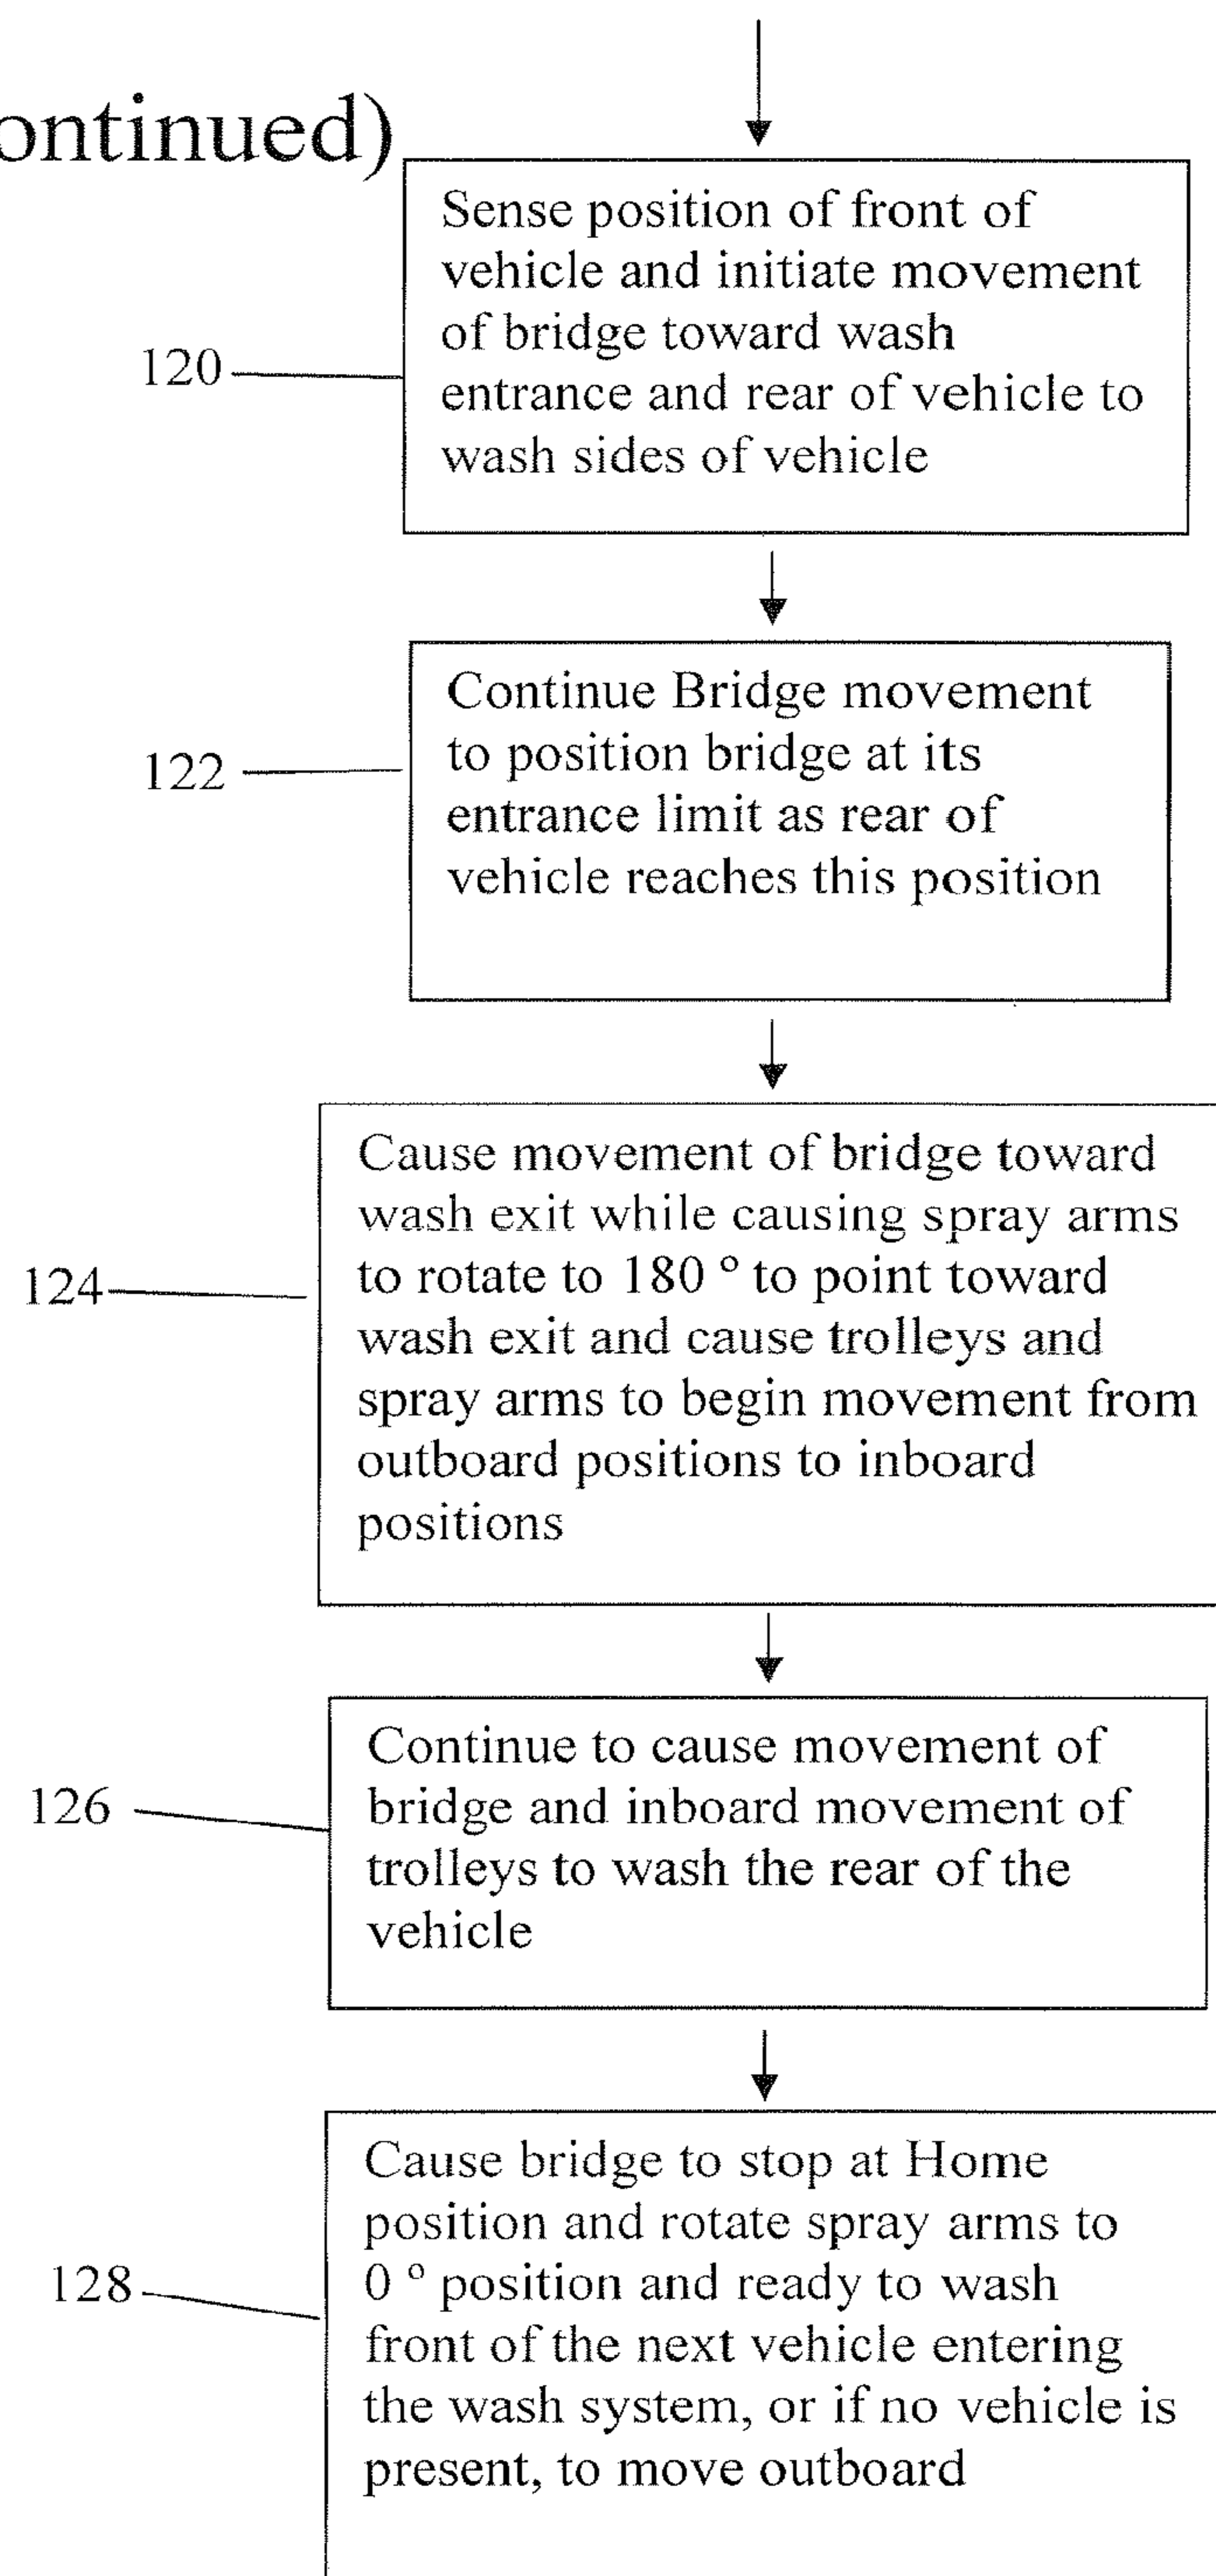 ontinued)
Sense position of front of
vehicle and initiate movement
of bridge toward wash
entrance and rear of vehicle to
wash sides of vehicle
120
Continue Bridge movement
to position bridge at its
entrance limit as rear of
vehicle reaches this position
122
Cause movement of bridge toward
wash exit while causing spray arms
to rotate to 180 ° to point toward
wash exit and cause trolleys and
spray arms to begin movement from
outboard positions to inboard
positions
124
Continue to cause movement of
bridge and inboard movement of
trolleys to wash the rear of the
vehicle
126
Cause bridge to stop at Home
position and rotate spray arms to
0 ° position and ready to wash
front of the next vehicle entering
the wash system, or if no vehicle is
present, to move outboard
128